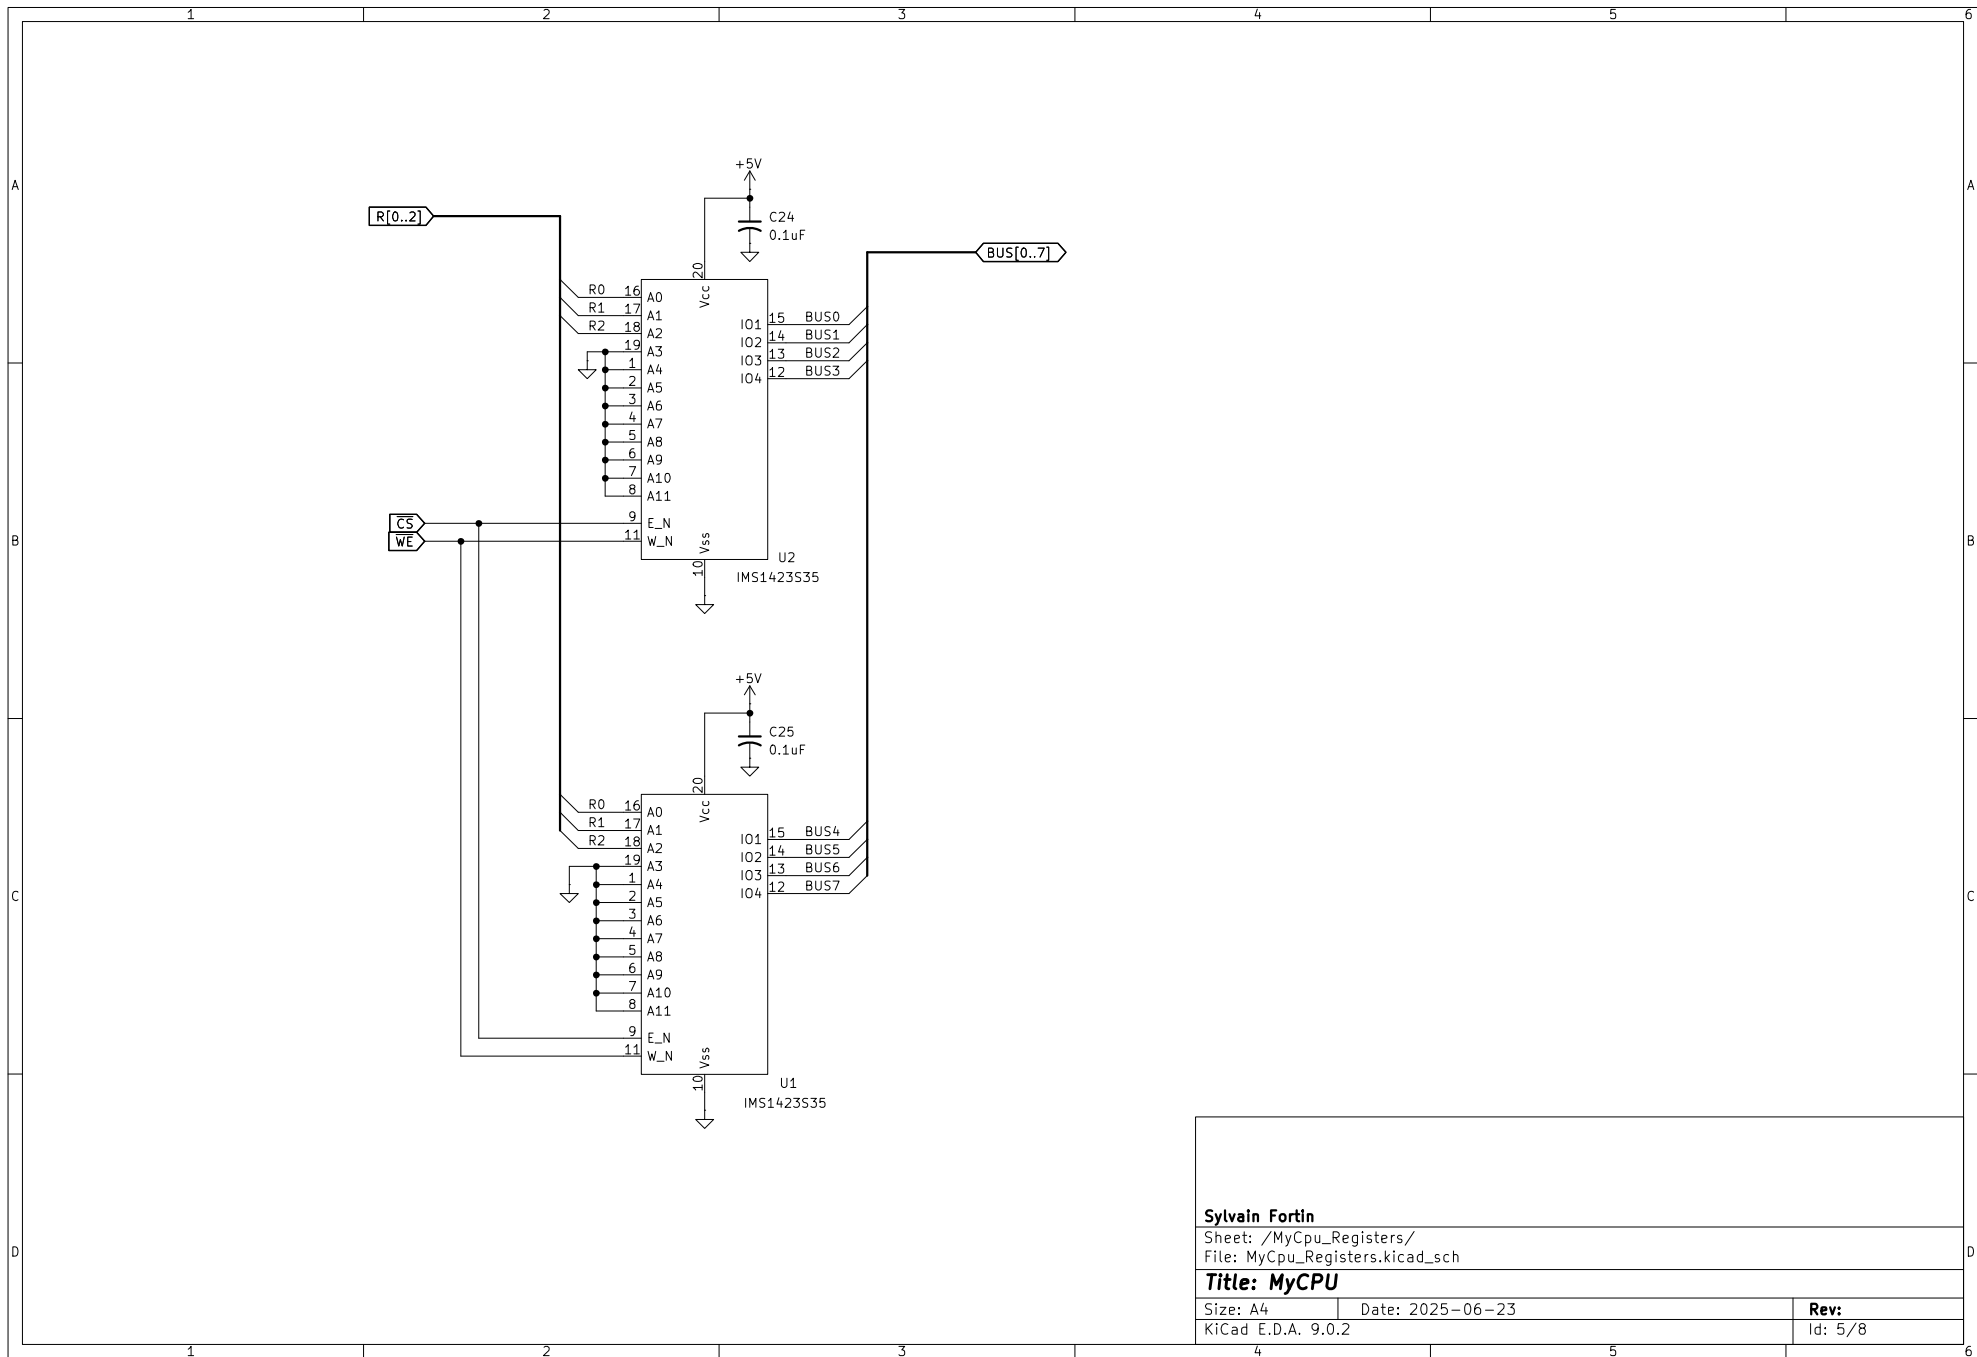 1 2 3 4 5 6
A A
+5V
C24
0.1uF
R[0..2]
BUS[0..7]
20
Vcc
R0 16 A0
R1 17 A1
R2 18 A2
19 A3
1 A4
2 A5
3 A6
4 A7
5 A8
6 A9
7 A10
8 A11
IO1 15 BUS0
IO2 14 BUS1
IO3 13 BUS2
IO4 12 BUS3
CS
WE
9 E_N
11 W_N
Vss
10
U2
IMS1423S35
B B
+5V
C25
0.1uF
20
Vcc
R0 16 A0
R1 17 A1
R2 18 A2
19 A3
1 A4
2 A5
3 A6
4 A7
5 A8
6 A9
7 A10
8 A11
IO1 15 BUS4
IO2 14 BUS5
IO3 13 BUS6
IO4 12 BUS7
C C
9 E_N
11 W_N
Vss
10
U1
IMS1423S35
Sylvain Fortin
Sheet: /MyCpu_Registers/
File: MyCpu_Registers.kicad_sch
D D
Title: MyCPU
Size: A4 Date: 2025-06-23 Rev:
KiCad E.D.A. 9.0.2 Id: 5/8
1 2 3 4 5 6